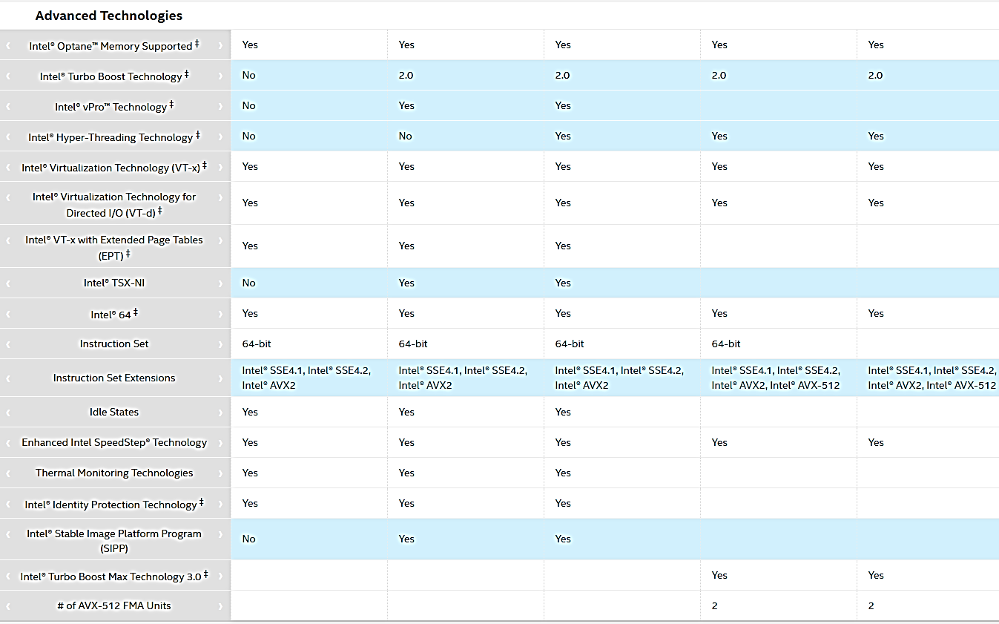 Advanced Technologies
Intel® Optane™ Memory Supported ‡ Yes Yes Yes Yes Yes
Intel® Turbo Boost Technology ‡ No 2.0 2.0 2.0 2.0
Intel® vPro™ Technology ‡ No Yes Yes
Intel® Hyper-Threading Technology ‡ No No Yes Yes Yes
Intel® Virtualization Technology (VT-x) ‡ Yes Yes Yes Yes Yes
Intel® Virtualization Technology for
Directed I/O (VT-d) ‡ Yes Yes Yes Yes Yes
Intel® VT-x with Extended Page Tables
(EPT) ‡ Yes Yes Yes
Intel® TSX-NI No Yes Yes
Intel® 64 ‡ Yes Yes Yes Yes Yes
Instruction Set 64-bit 64-bit 64-bit 64-bit
Instruction Set Extensions Intel® SSE4.1, Intel® SSE4.2, Intel® SSE4.1, Intel® SSE4.2, Intel® SSE4.1, Intel® SSE4.2, Intel® SSE4.1, Intel® SSE4.2, Intel® SSE4.1, Intel® SSE4.2,
Intel® AVX2 Intel® AVX2 Intel® AVX2 Intel® AVX2, Intel® AVX-512 Intel® AVX2, Intel® AVX-512
Idle States Yes Yes Yes
Enhanced Intel SpeedStep® Technology Yes Yes Yes Yes Yes
Thermal Monitoring Technologies Yes Yes Yes
Intel® Identity Protection Technology ‡ Yes Yes Yes
Intel® Stable Image Platform Program
(SIPP) No Yes Yes
Intel® Turbo Boost Max Technology 3.0 ‡ Yes Yes
# of AVX-512 FMA Units 2 2